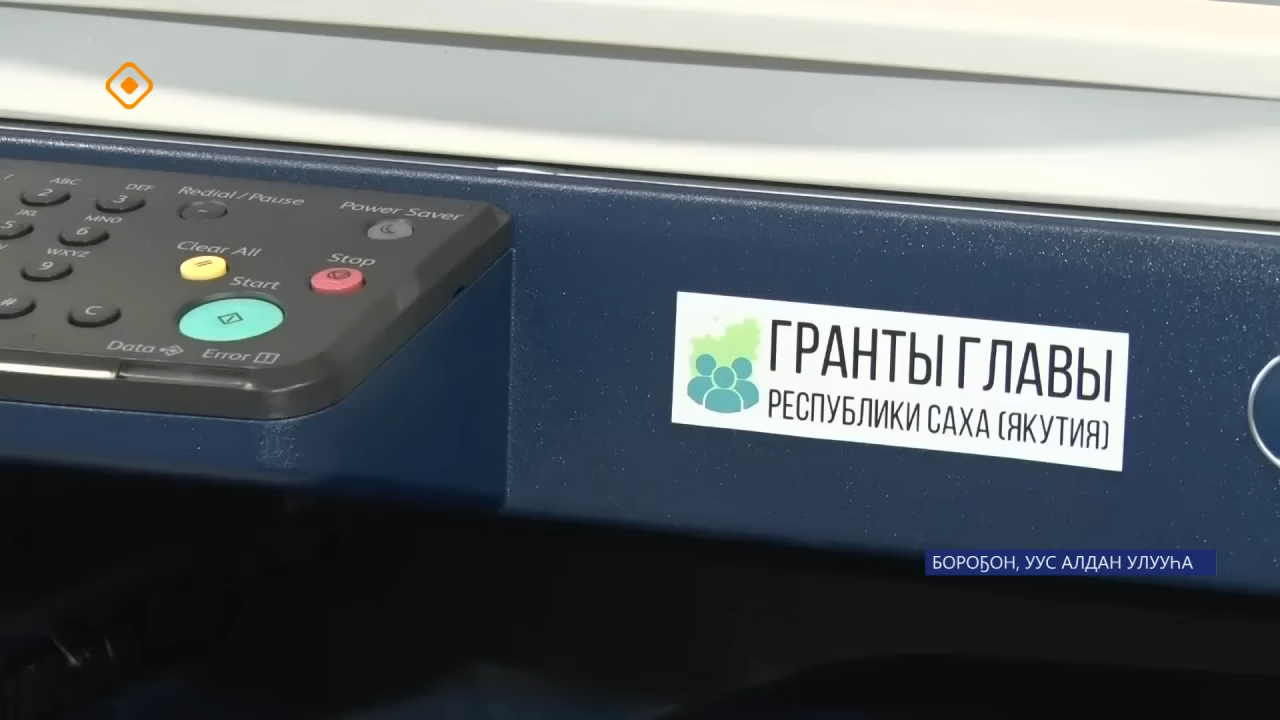 ABC
2
DEF
3
Redial / Pause
Power Saver
JKL
5
MNO
6
Clear All
Stop
WXYZ
9
Start
#
C
Data
Error
ГРАНТЫ ГЛАВЫ
РЕСПУБЛИКИ САХА (ЯКУТИЯ)
БОРОҔОН, УУС АЛДАН УЛУУҺА